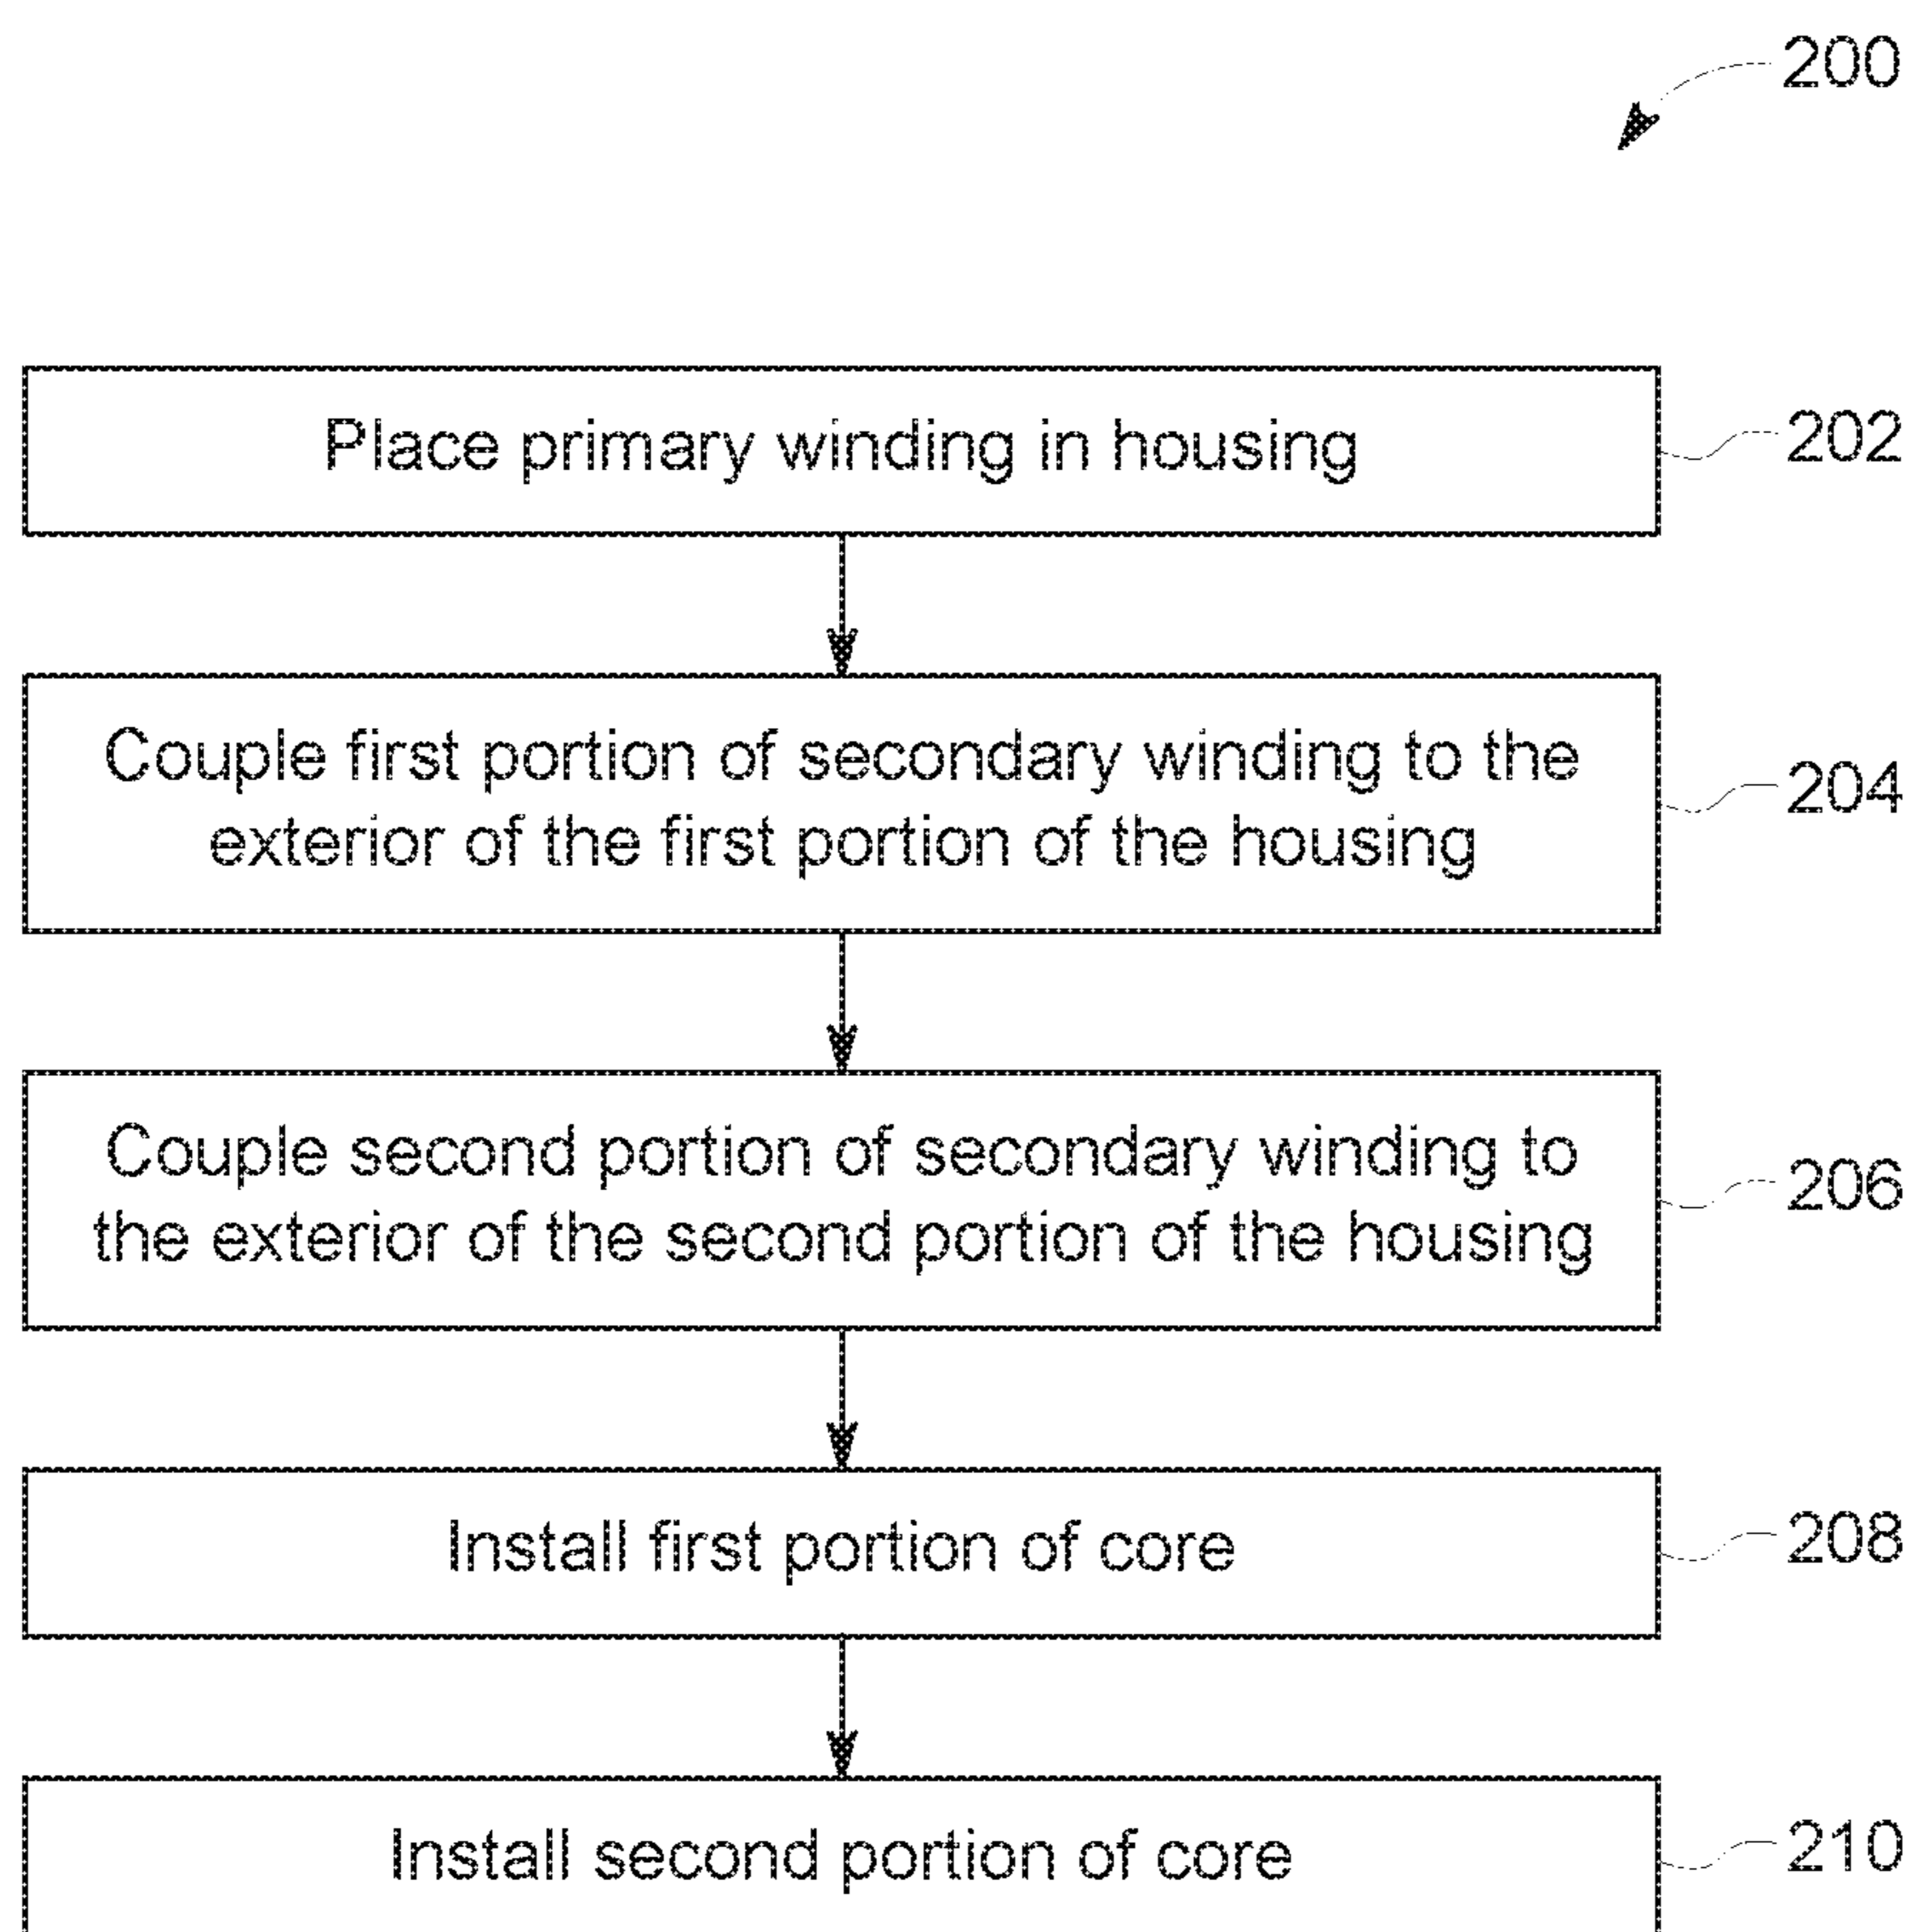 200
Place primary winding in housing
202
Couple first portion of secondary winding to the
exterior of the first portion of the housing
204
Couple second portion of secondary winding to
the exterior of the second portion of the housing
206
Install first portion of core
208
Install second portion of core
210